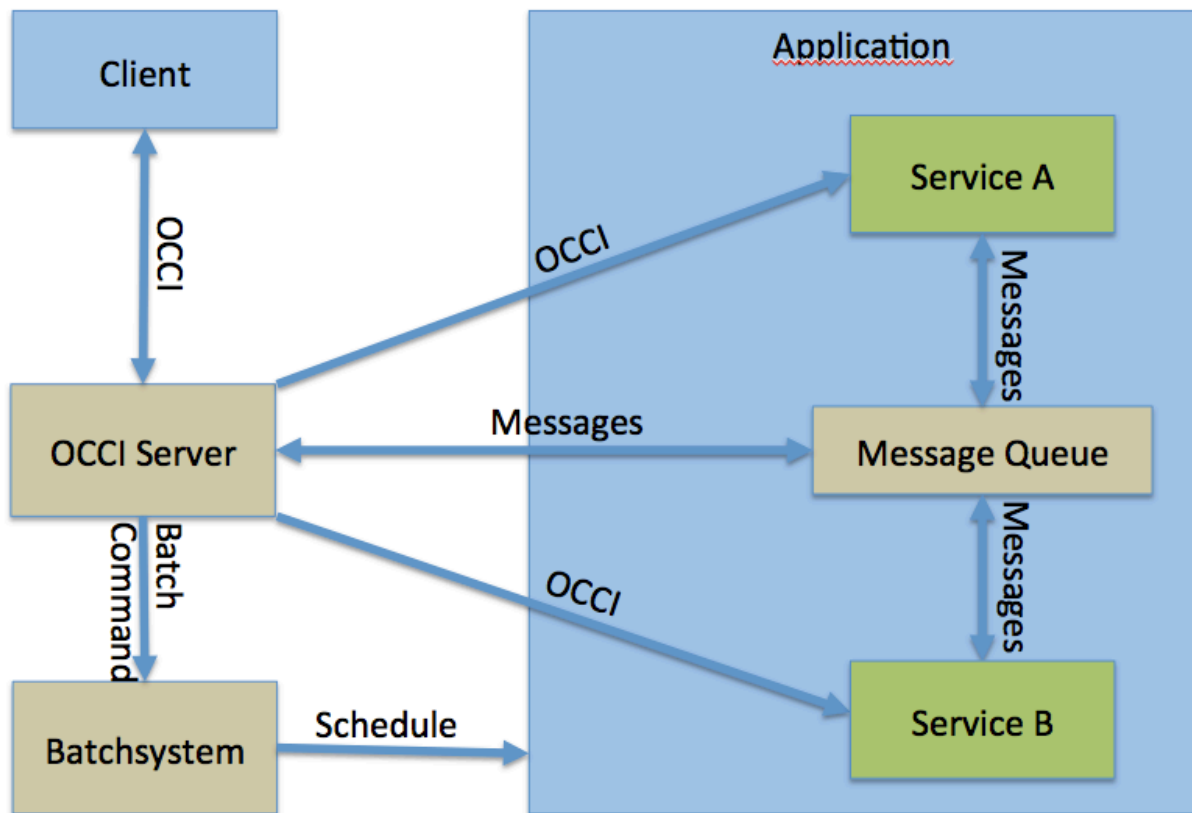 Client
Application
Service A
OCCI
OCCI
Messages
OCCI Server
Messages
Message Queue
Batch
Command
OCCI
Messages
Batchsystem
Schedule
Service B